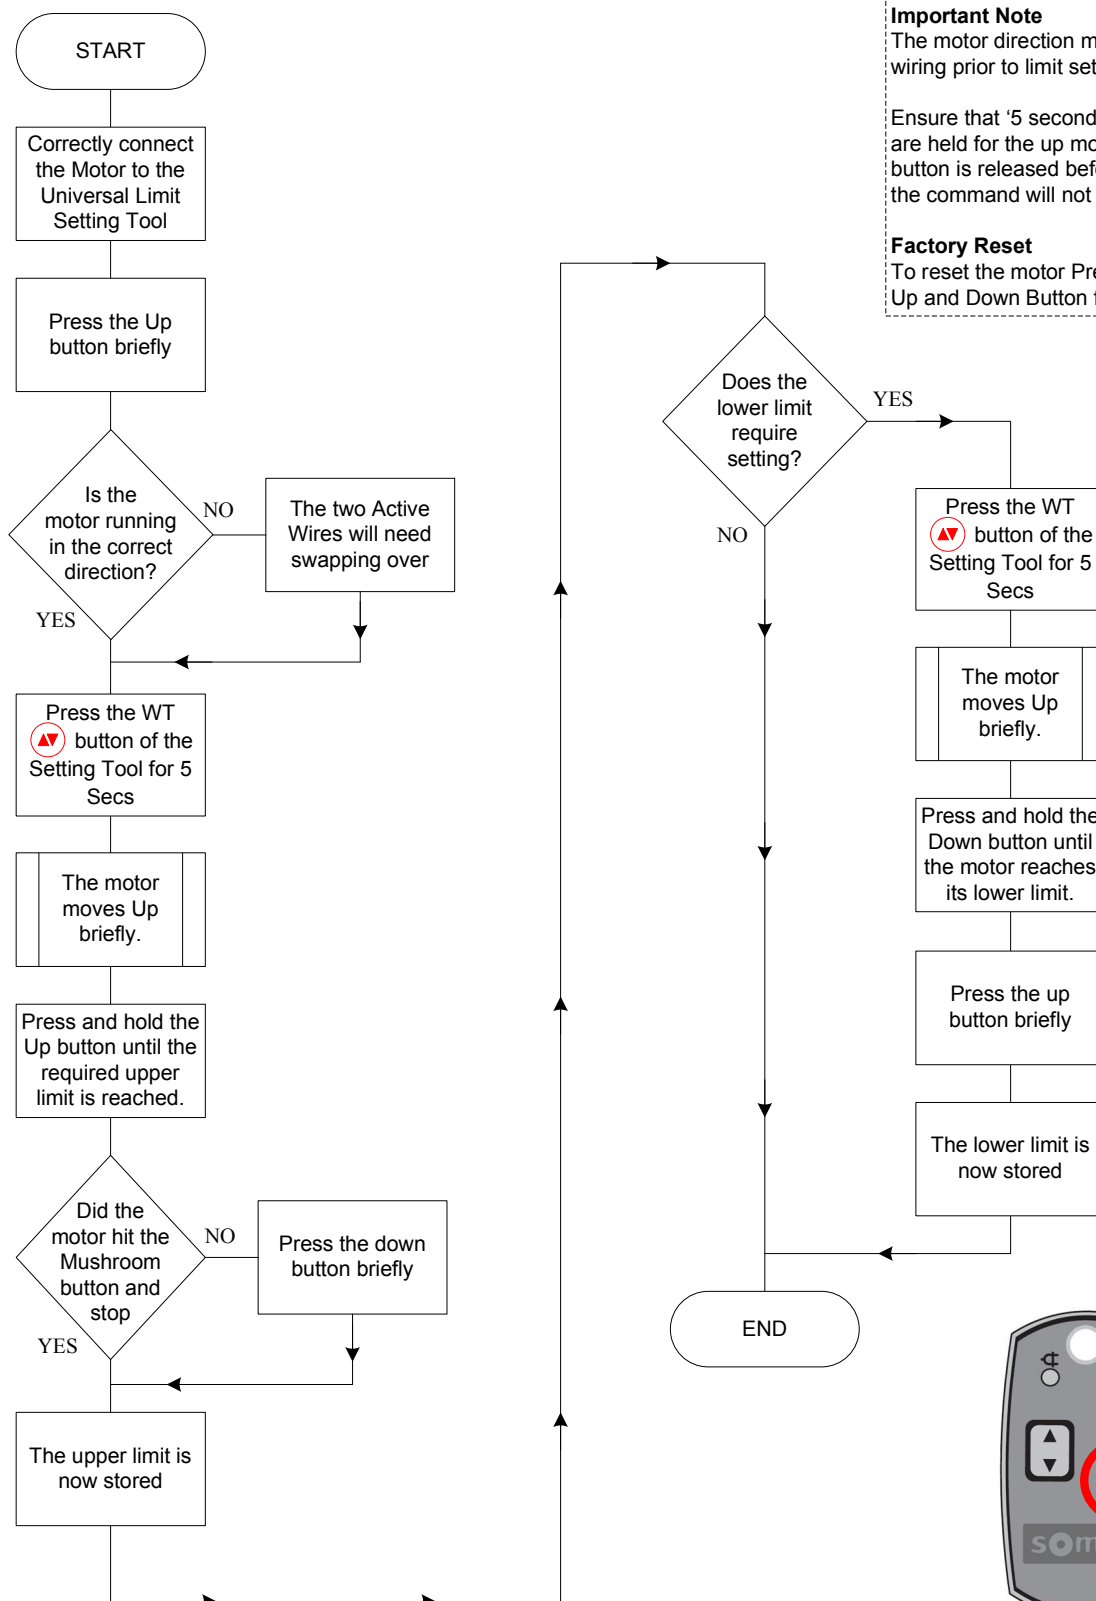 START
Correctly connect
the Motor to the
Universal Limit
Setting Tool
Press the Up
button briefly
Is the
motor running
in the correct
direction?
NO
YES
The two Active
Wires will need
swapping over
Press the WT
button of the
Setting Tool for 5
Secs
The motor
moves Up
briefly.
Press and hold the
Up button until the
required upper
limit is reached.
Did the
motor hit the
Mushroom
button and
stop
NO
YES
Press the down
button briefly
The upper limit is
now stored
Does the
lower limit
require
setting?
YES
NO
Press the WT
button of the
Setting Tool for 5
Secs
The motor
moves Up
briefly.
Press and hold the
Down button until
the motor reaches
its lower limit.
Press the up
button briefly
The lower limit is
now stored
END
Important Note
The motor direction
wiring prior to limit
Ensure that ‘5
are held for the up
button is released
the command will not
Factory Reset
To reset the motor
Up and Down Button